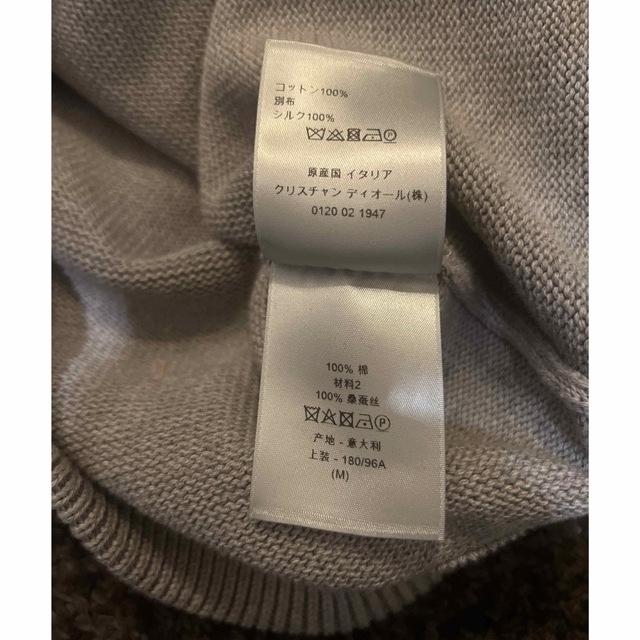 コットン100%
別布
シルク100%
原産国 イタリア
クリスチャン ディオール(株)
0120 02 1947
100% 棉
材料2
100% 桑蚕丝
P
产地 - 意大利
上装 - 180/96A
(M)